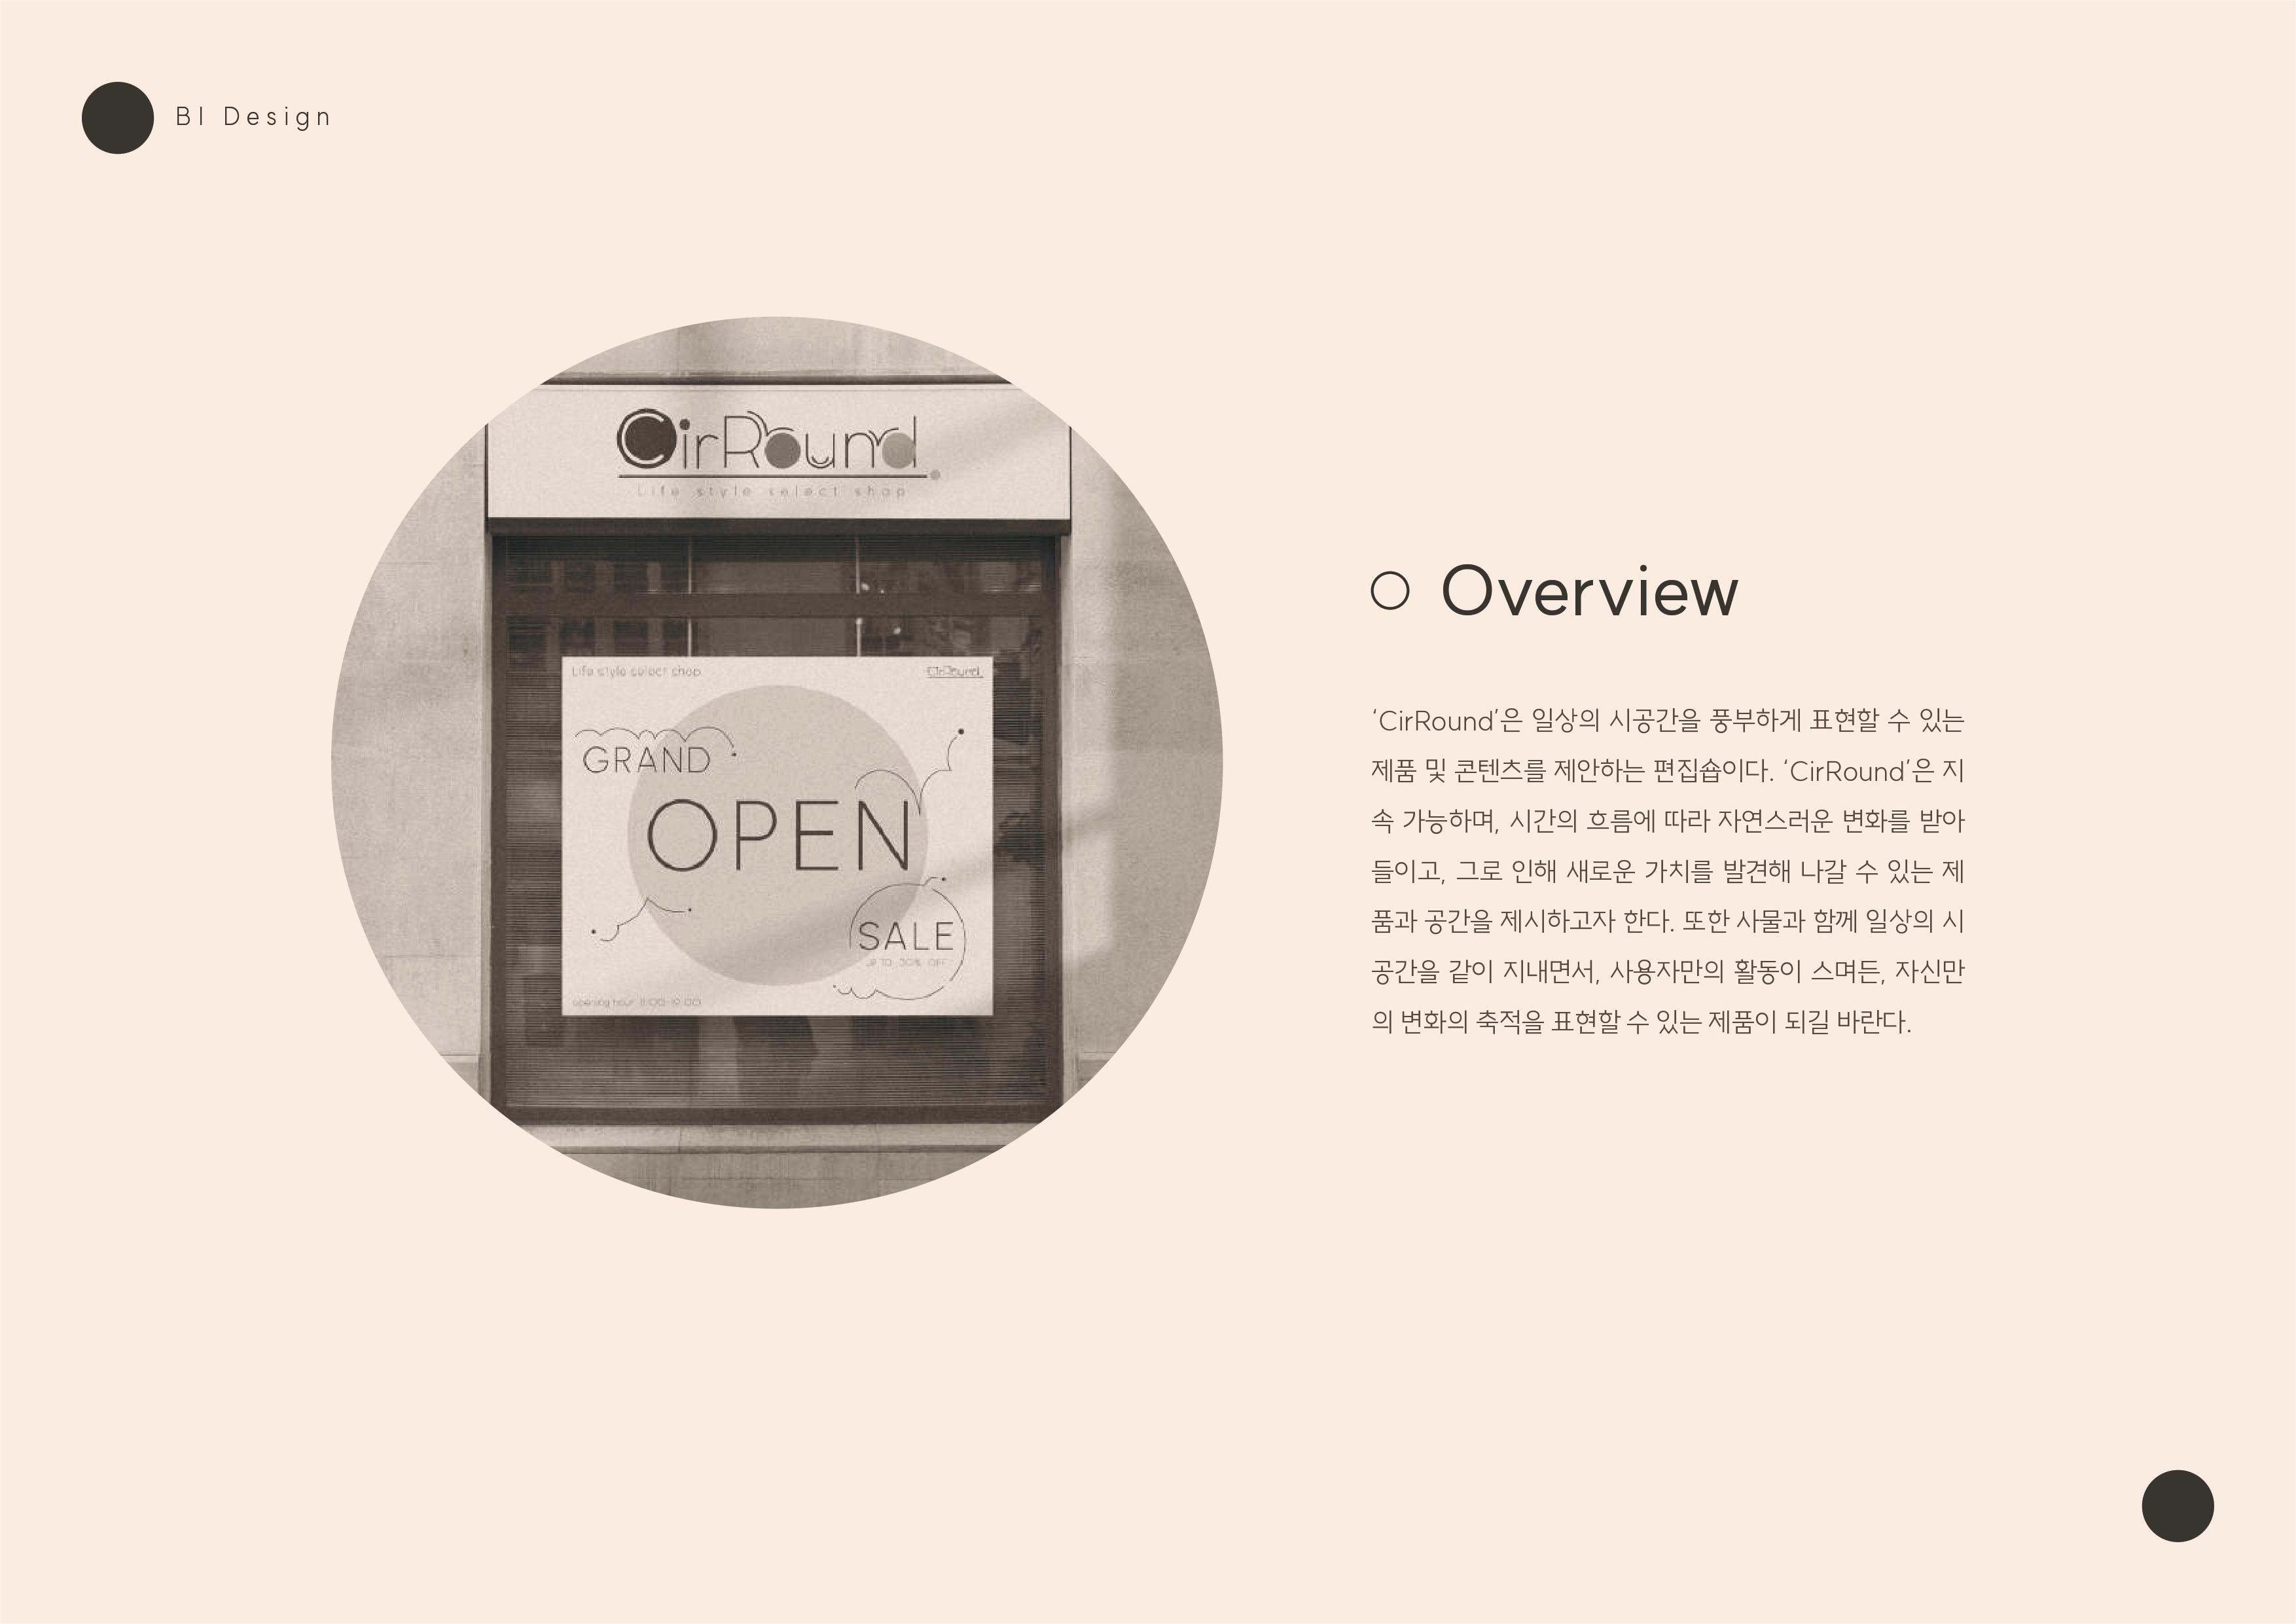 BI Design
CirRound
Life style select shop
Life style select shop
CirRound
GRAND
OPEN
SALE
UP TO 30% OFF
opening hour 11:00-19:00
Overview
‘CirRound’은 일상의 시공간을 풍부하게 표현할 수 있는
제품 및 콘텐츠를 제안하는 편집숍이다. ‘CirRound’은 지
속 가능하며, 시간의 흐름에 따라 자연스러운 변화를 받아
들이고, 그로 인해 새로운 가치를 발견해 나갈 수 있는 제
품과 공간을 제시하고자 한다. 또한 사물과 함께 일상의 시
공간을 같이 지내면서, 사용자만의 활동이 스며든, 자신만
의 변화의 축적을 표현할 수 있는 제품이 되길 바란다.